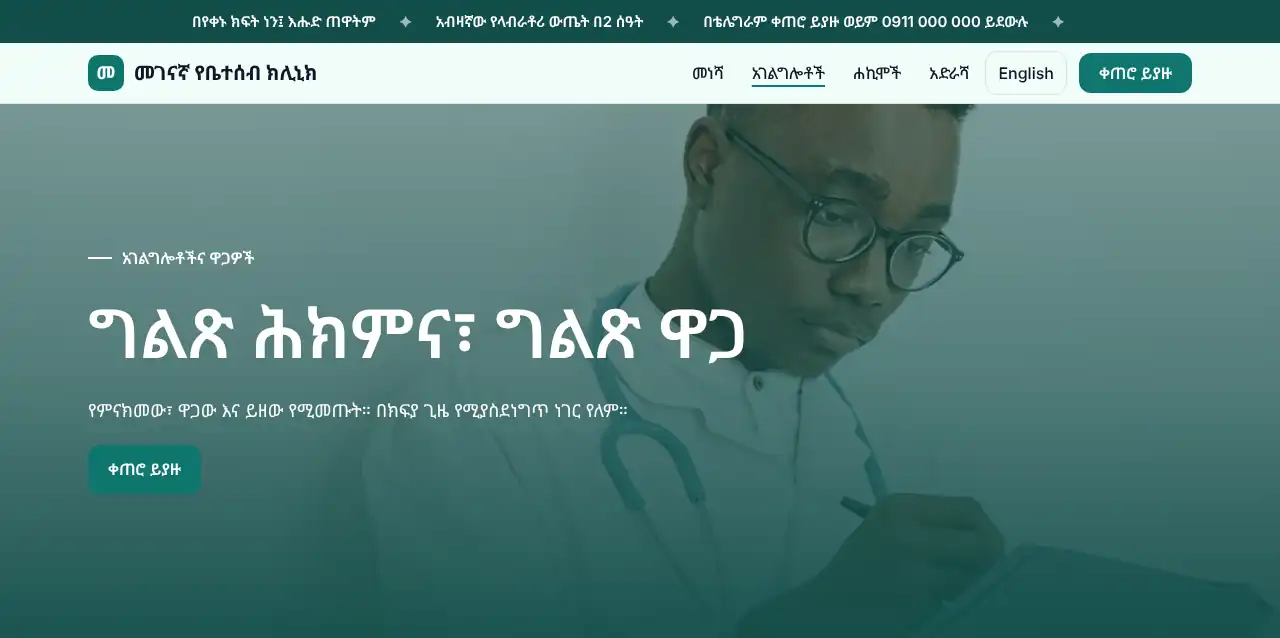 በየቀኑ ክፍት ነን፤ እሑድ ጠዋትም ✦ አብዛኛው የላብራቶሪ ውጤት በ2 ሰዓት ✦ በቴሌግራም ቀጠሮ ይያዙ ወይም 0911 000 000 ይደውሉ ✦
መ መገናኛ የቤተሰብ ክሊኒክ መነሻ አገልግሎቶች ሐኪሞች አድራሻ English ቀጠሮ ይያዙ
አገልግሎቶችና ዋጋዎች
ግልጽ ሕክምና፣ ግልጽ ዋጋ
የምናክመው፣ ዋጋው እና ይዘው የሚመጡት። በክፍያ ጊዜ የሚያስደነግጥ ነገር የለም።
ቀጠሮ ይያዙ